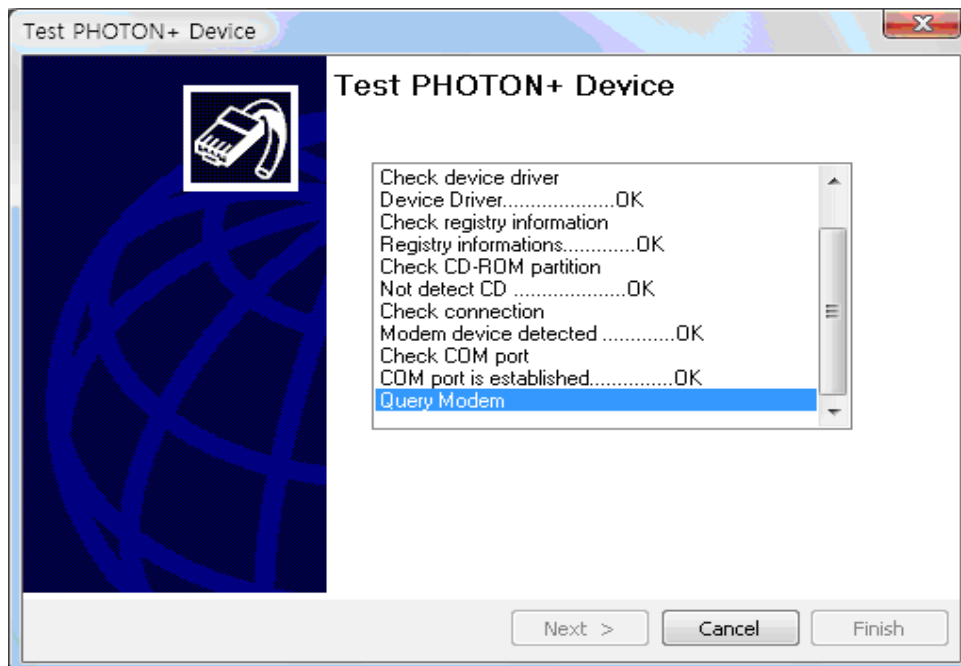 Test PHOTON+ Device
Test PHOTON+ Device
Check device driver
Device Driver....................OK
Check registry information
Registry informations.............OK
Check CD-ROM partition
Not detect CD ....................OK
Check connection
Modem device detected .............OK
Check COM port
COM port is established...............OK
Query Modem
Next >
Cancel
Finish